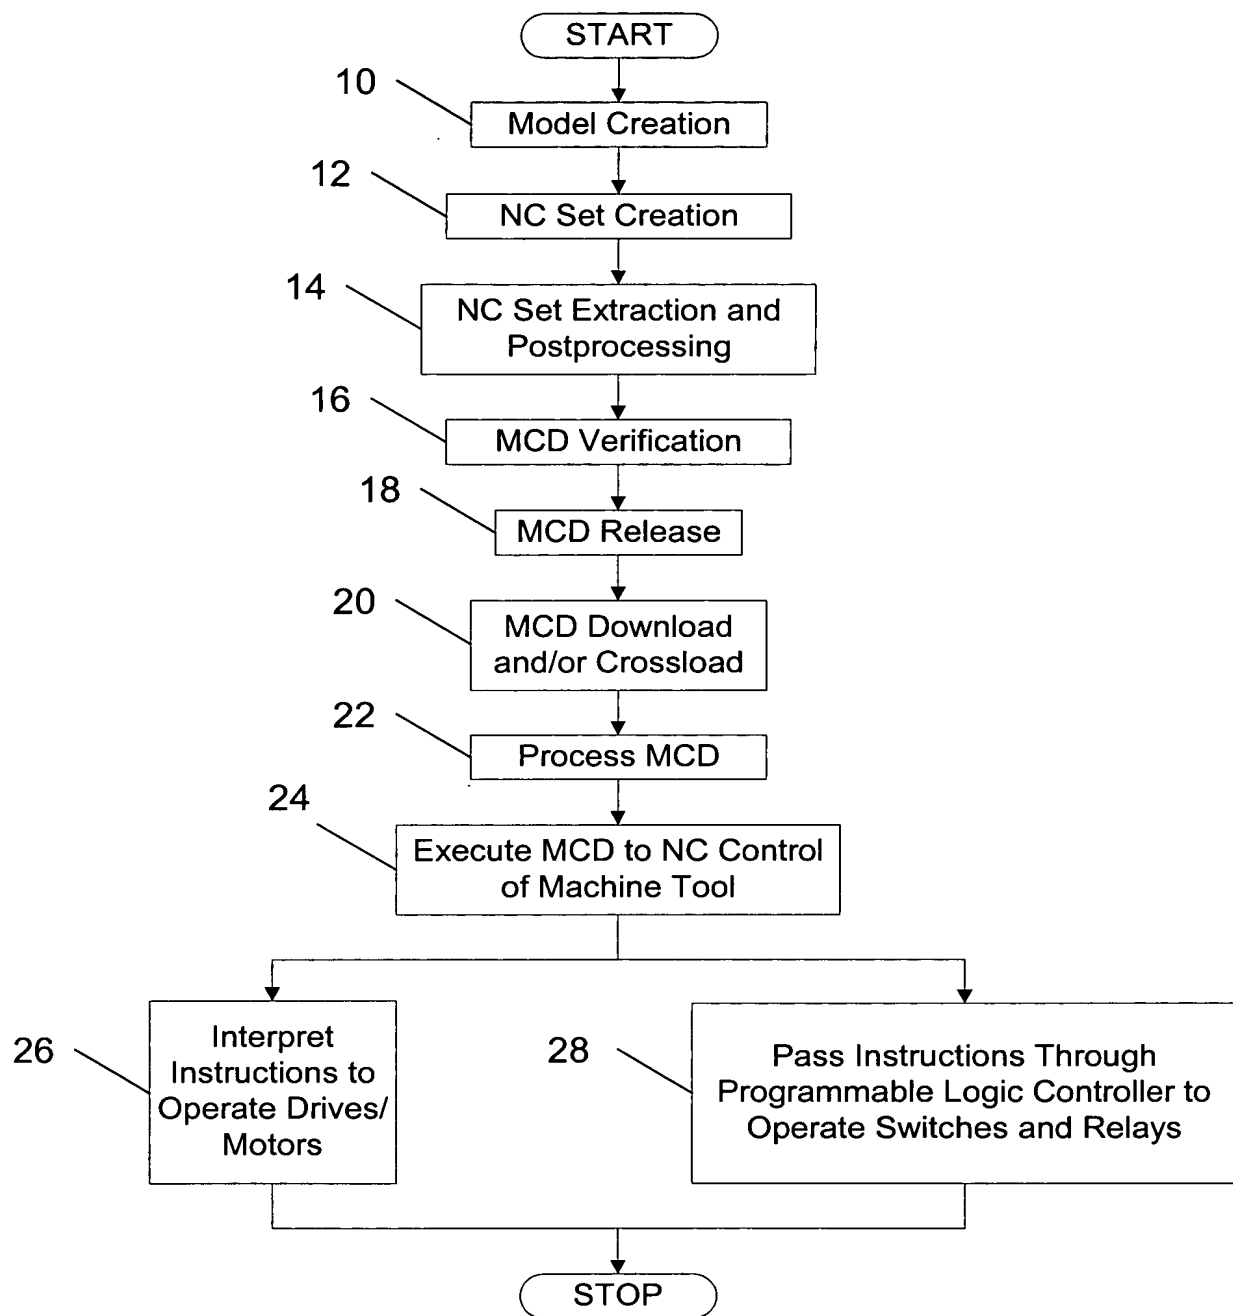 START
10
Model Creation
12
NC Set Creation
14
NC Set Extraction and
Postprocessing
16
MCD Verification
18
MCD Release
20
MCD Download
and/or Crossload
22
Process MCD
24
Execute MCD to NC Control
of Machine Tool
26
Interpret
Instructions to
Operate Drives/
Motors
28
Pass Instructions Through
Programmable Logic Controller to
Operate Switches and Relays
STOP